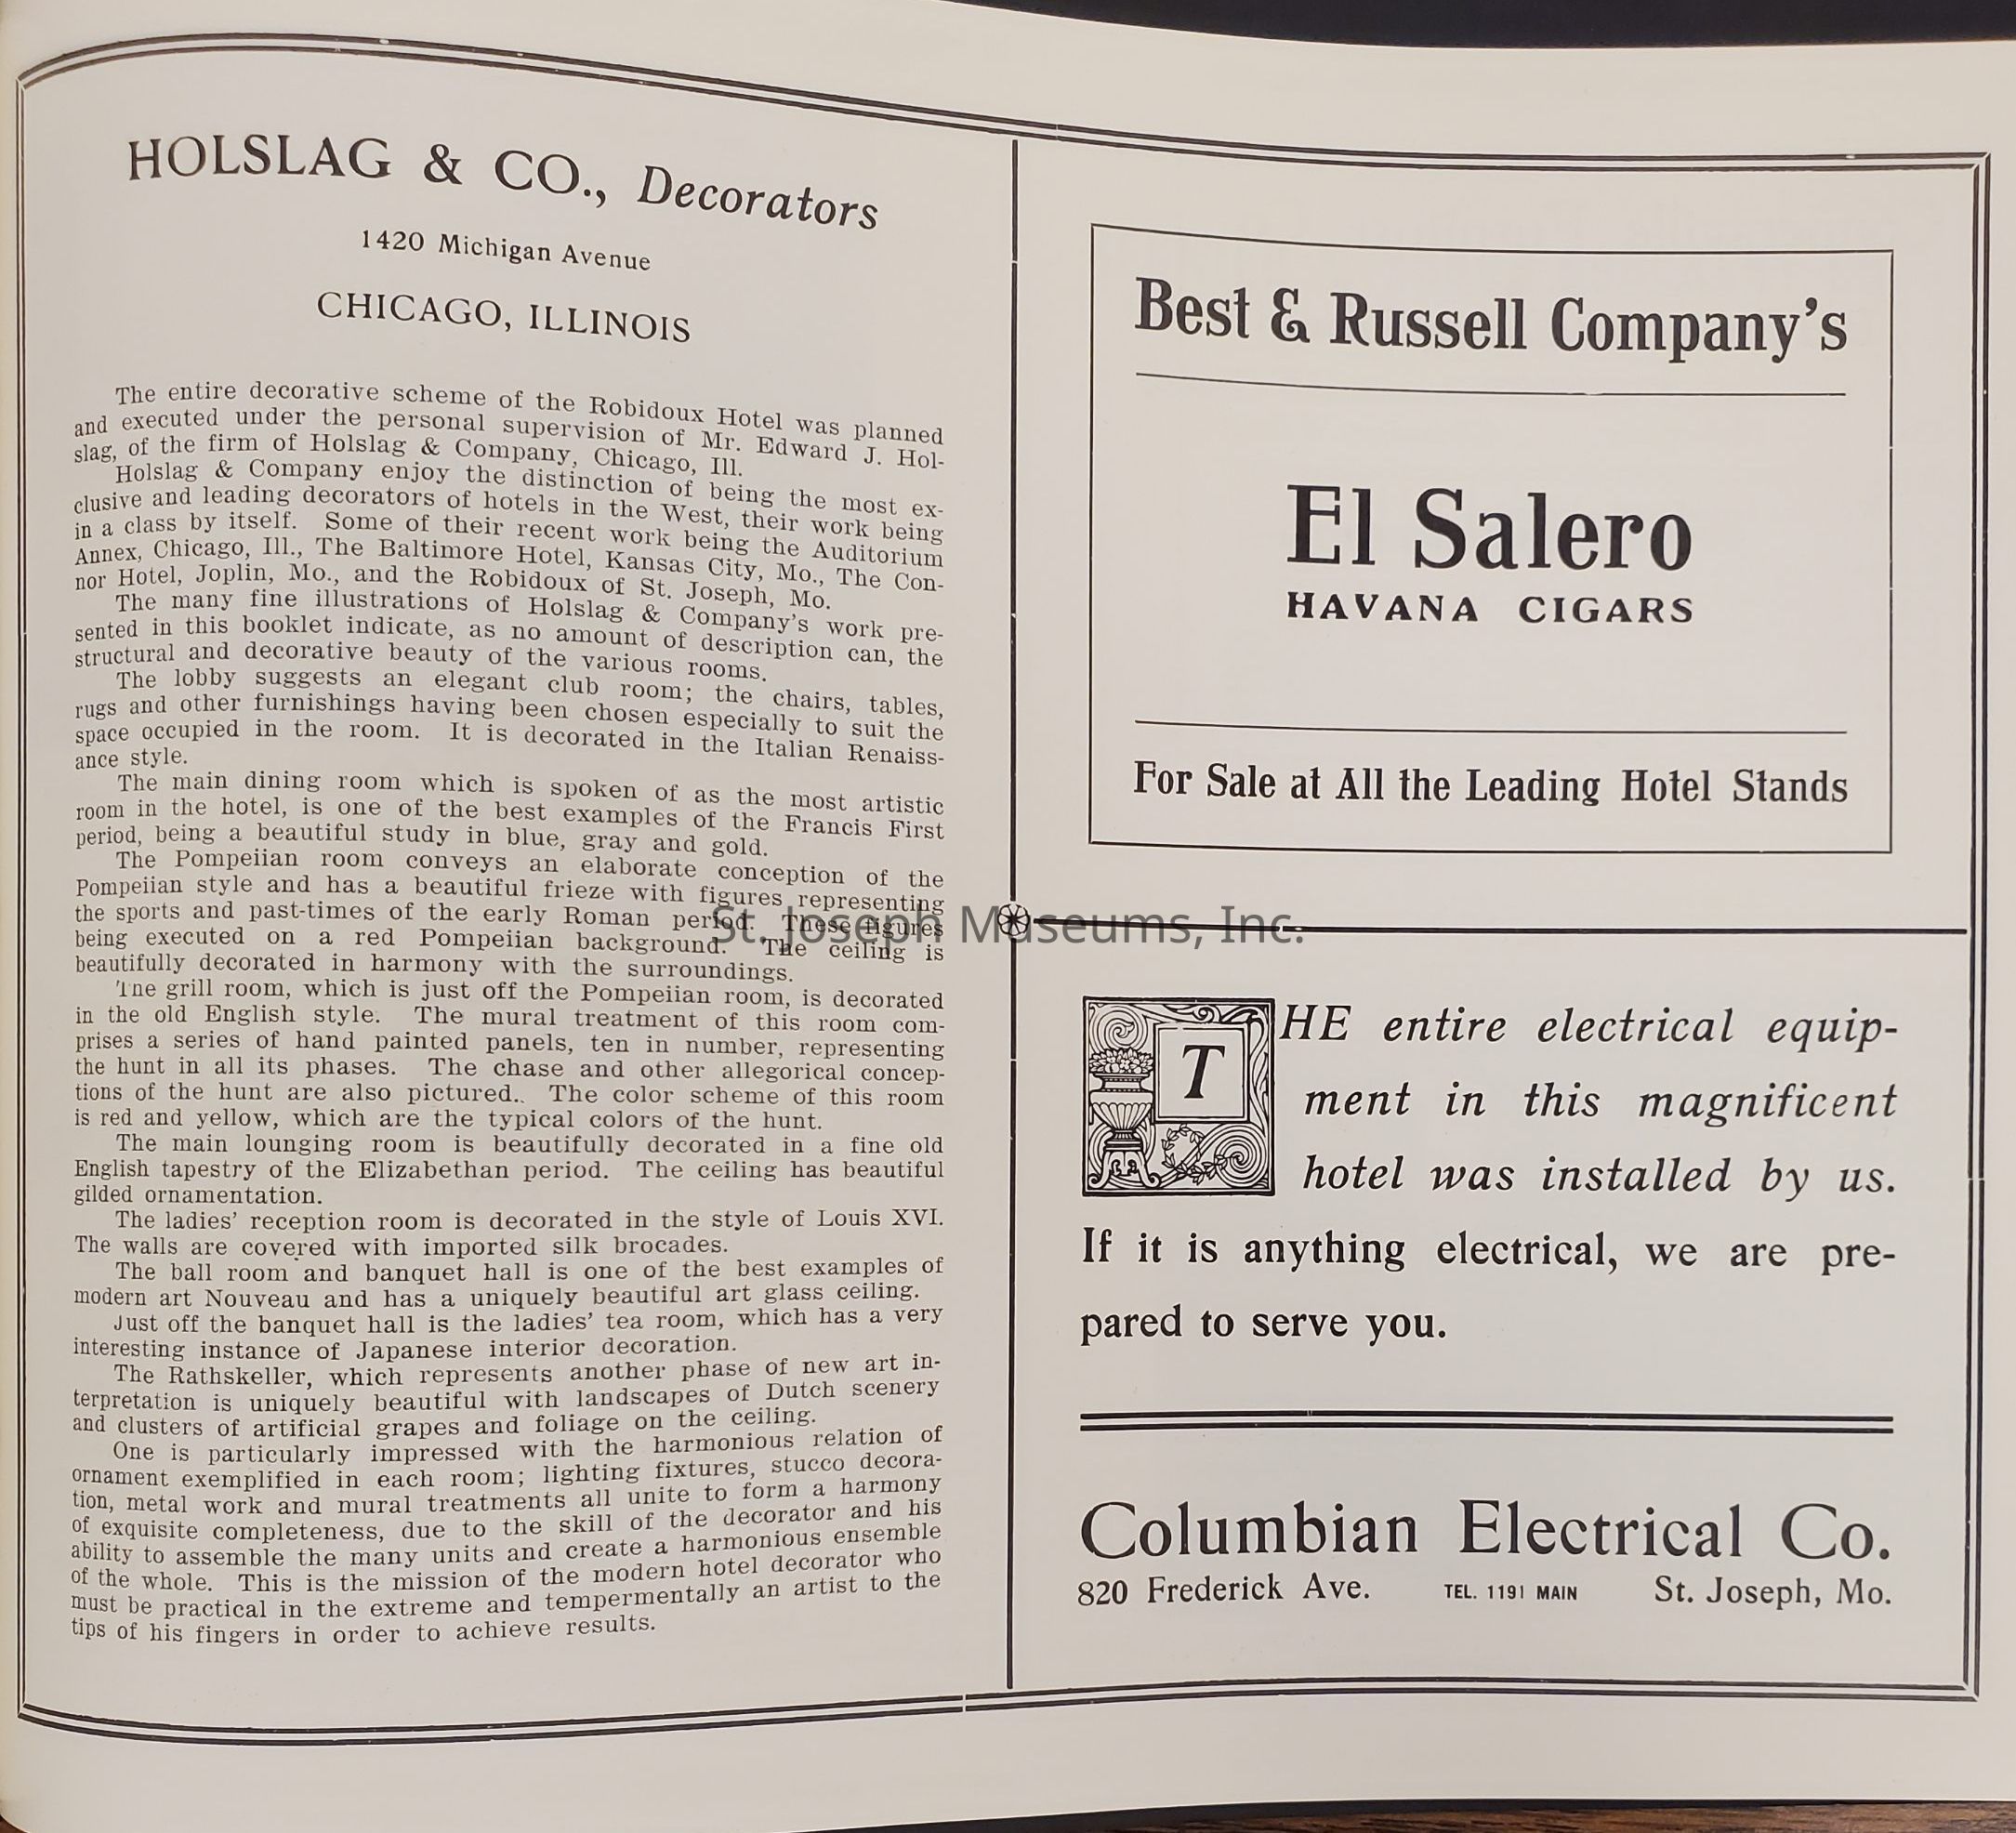 HOLSLAG & CO., Decorators
1420 Michigan Avenue
CHICAGO, ILLINOIS
The entire decorative scheme of the Robidoux Hotel was planned
and executed under the personal supervision of Mr. Edward J. Hol-
slag, of the firm of Holslag & Company, Chicago, Ill.
Holslag & Company enjoy the distinction of being the most ex-
clusive and leading decorators of hotels in the West, their work being
in a class by itself. Some of their recent work being the Auditorium
Annex, Chicago, Ill., The Baltimore Hotel, Kansas City, Mo., The Con-
nor Hotel, Joplin, Mo., and the Robidoux of St. Joseph, Mo.
The many fine illustrations of Holslag & Company's work pre-
sented in this booklet indicate, as no amount of description can, the
structural and decorative beauty of the various rooms.
The lobby suggests an elegant club room; the chairs, tables,
rugs and other furnishings having been chosen especially to suit the
space occupied in the room. It is decorated in the Italian Renaiss-
ance style.
The main dining room which is spoken of as the most artistic
room in the hotel, is one of the best examples of the Francis First
period, being a beautiful study in blue, gray and gold.
The Pompeiian room conveys an elaborate conception of the
Pompeiian style and has a beautiful frieze with figures representing
the sports and past-times of the early Roman period. These figures
being executed on a red Pompeiian background. The ceiling is
beautifully decorated in harmony with the surroundings.
The grill room, which is just off the Pompeiian room, is decorated
in the old English style. The mural treatment of this room com-
prises a series of hand painted panels, ten in number, representing
the hunt in all its phases. The chase and other allegorical concep-
tions of the hunt are also pictured.. The color scheme of this room
is red and yellow, which are the typical colors of the hunt.
The main lounging room is beautifully decorated in a fine old
English tapestry of the Elizabethan period. The ceiling has beautiful
gilded ornamentation.
The ladies' reception room is decorated in the style of Louis XVI.
The walls are covered with imported silk brocades.
The ball room and banquet hall is one of the best examples of
modern art Nouveau and has a uniquely beautiful art glass ceiling.
Just off the banquet hall is the ladies' tea room, which has a very
interesting instance of Japanese interior decoration.
The Rathskeller, which represents another phase of new art in-
terpretation is uniquely beautiful with landscapes of Dutch scenery
and clusters of artificial grapes and foliage on the ceiling.
One is particularly impressed with the harmonious relation of
ornament exemplified in each room; lighting fixtures, stucco decora-
tion, metal work and mural treatments all unite to form a harmony
of exquisite completeness, due to the skill of the decorator and his
ability to assemble the many units and create a harmonious ensemble
of the whole. This is the mission of the modern hotel decorator who
must be practical in the extreme and tempermentally an artist to the
tips of his fingers in order to achieve results.
Best & Russell Company's
El Salero
HAVANA CIGARS
For Sale at All the Leading Hotel Stands
St. Joseph Museums, Inc.
THE entire electrical equip-
ment in this magnificent
hotel was installed by us.
If it is anything electrical, we are pre-
pared to serve you.
Columbian Electrical Co.
820 Frederick Ave. TEL. 1191 MAIN St. Joseph, Mo.